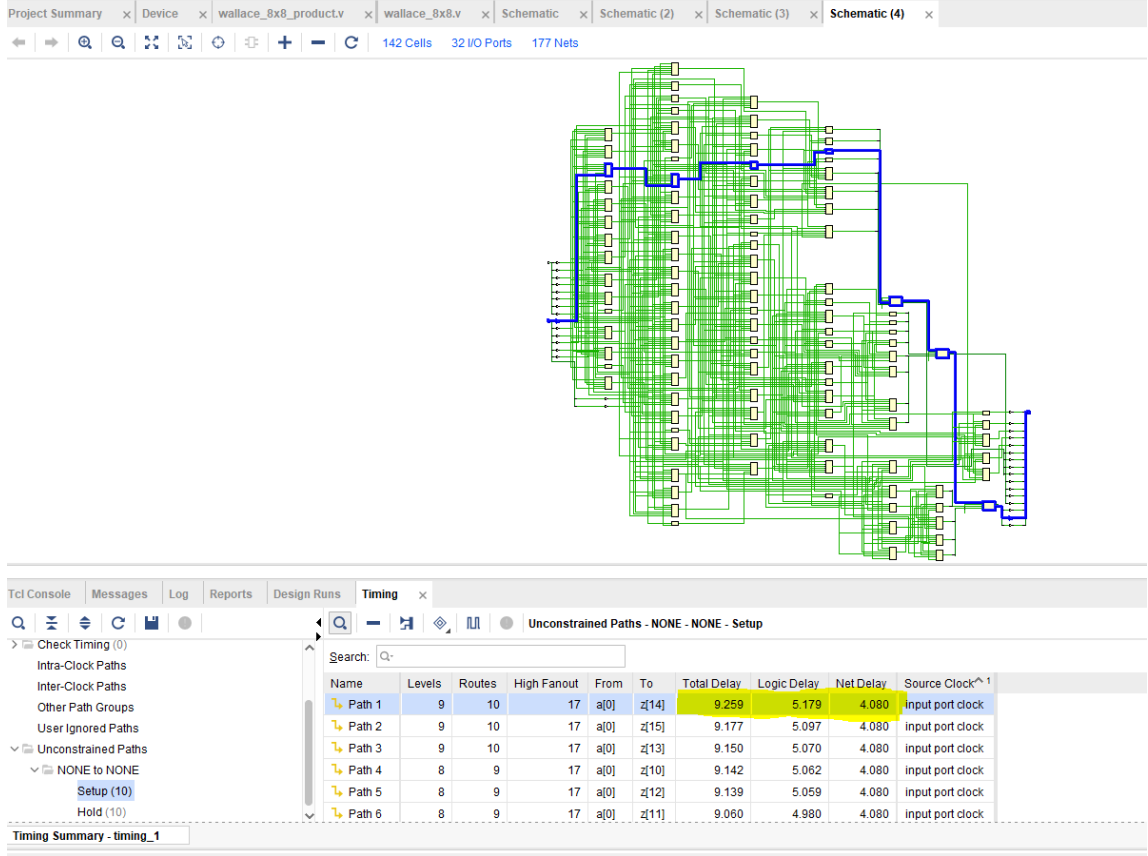 Project Summary × Device × wallace_8x8_product.v × wallace_8x8.v × Schematic × Schematic (2) × Schematic (3) × Schematic (4) ×
142 Cells 32 I/O Ports 177 Nets
Tcl Console Messages Log Reports Design Runs Timing ×
Unconstrained Paths - NONE - NONE - Setup
Check Timing (0)
Intra-Clock Paths
Inter-Clock Paths
Other Path Groups
User Ignored Paths
Unconstrained Paths
NONE to NONE
Setup (10)
Hold (10)
Search:
Name Levels Routes High Fanout From To Total Delay Logic Delay Net Delay Source Clock 1
Path 1 9 10 17 a[0] z[14] 9.259 5.179 4.080 input port clock
Path 2 9 10 17 a[0] z[15] 9.177 5.097 4.080 input port clock
Path 3 9 10 17 a[0] z[13] 9.150 5.070 4.080 input port clock
Path 4 8 9 17 a[0] z[10] 9.142 5.062 4.080 input port clock
Path 5 8 9 17 a[0] z[12] 9.139 5.059 4.080 input port clock
Path 6 8 9 17 a[0] z[11] 9.060 4.980 4.080 input port clock
Timing Summary - timing_1